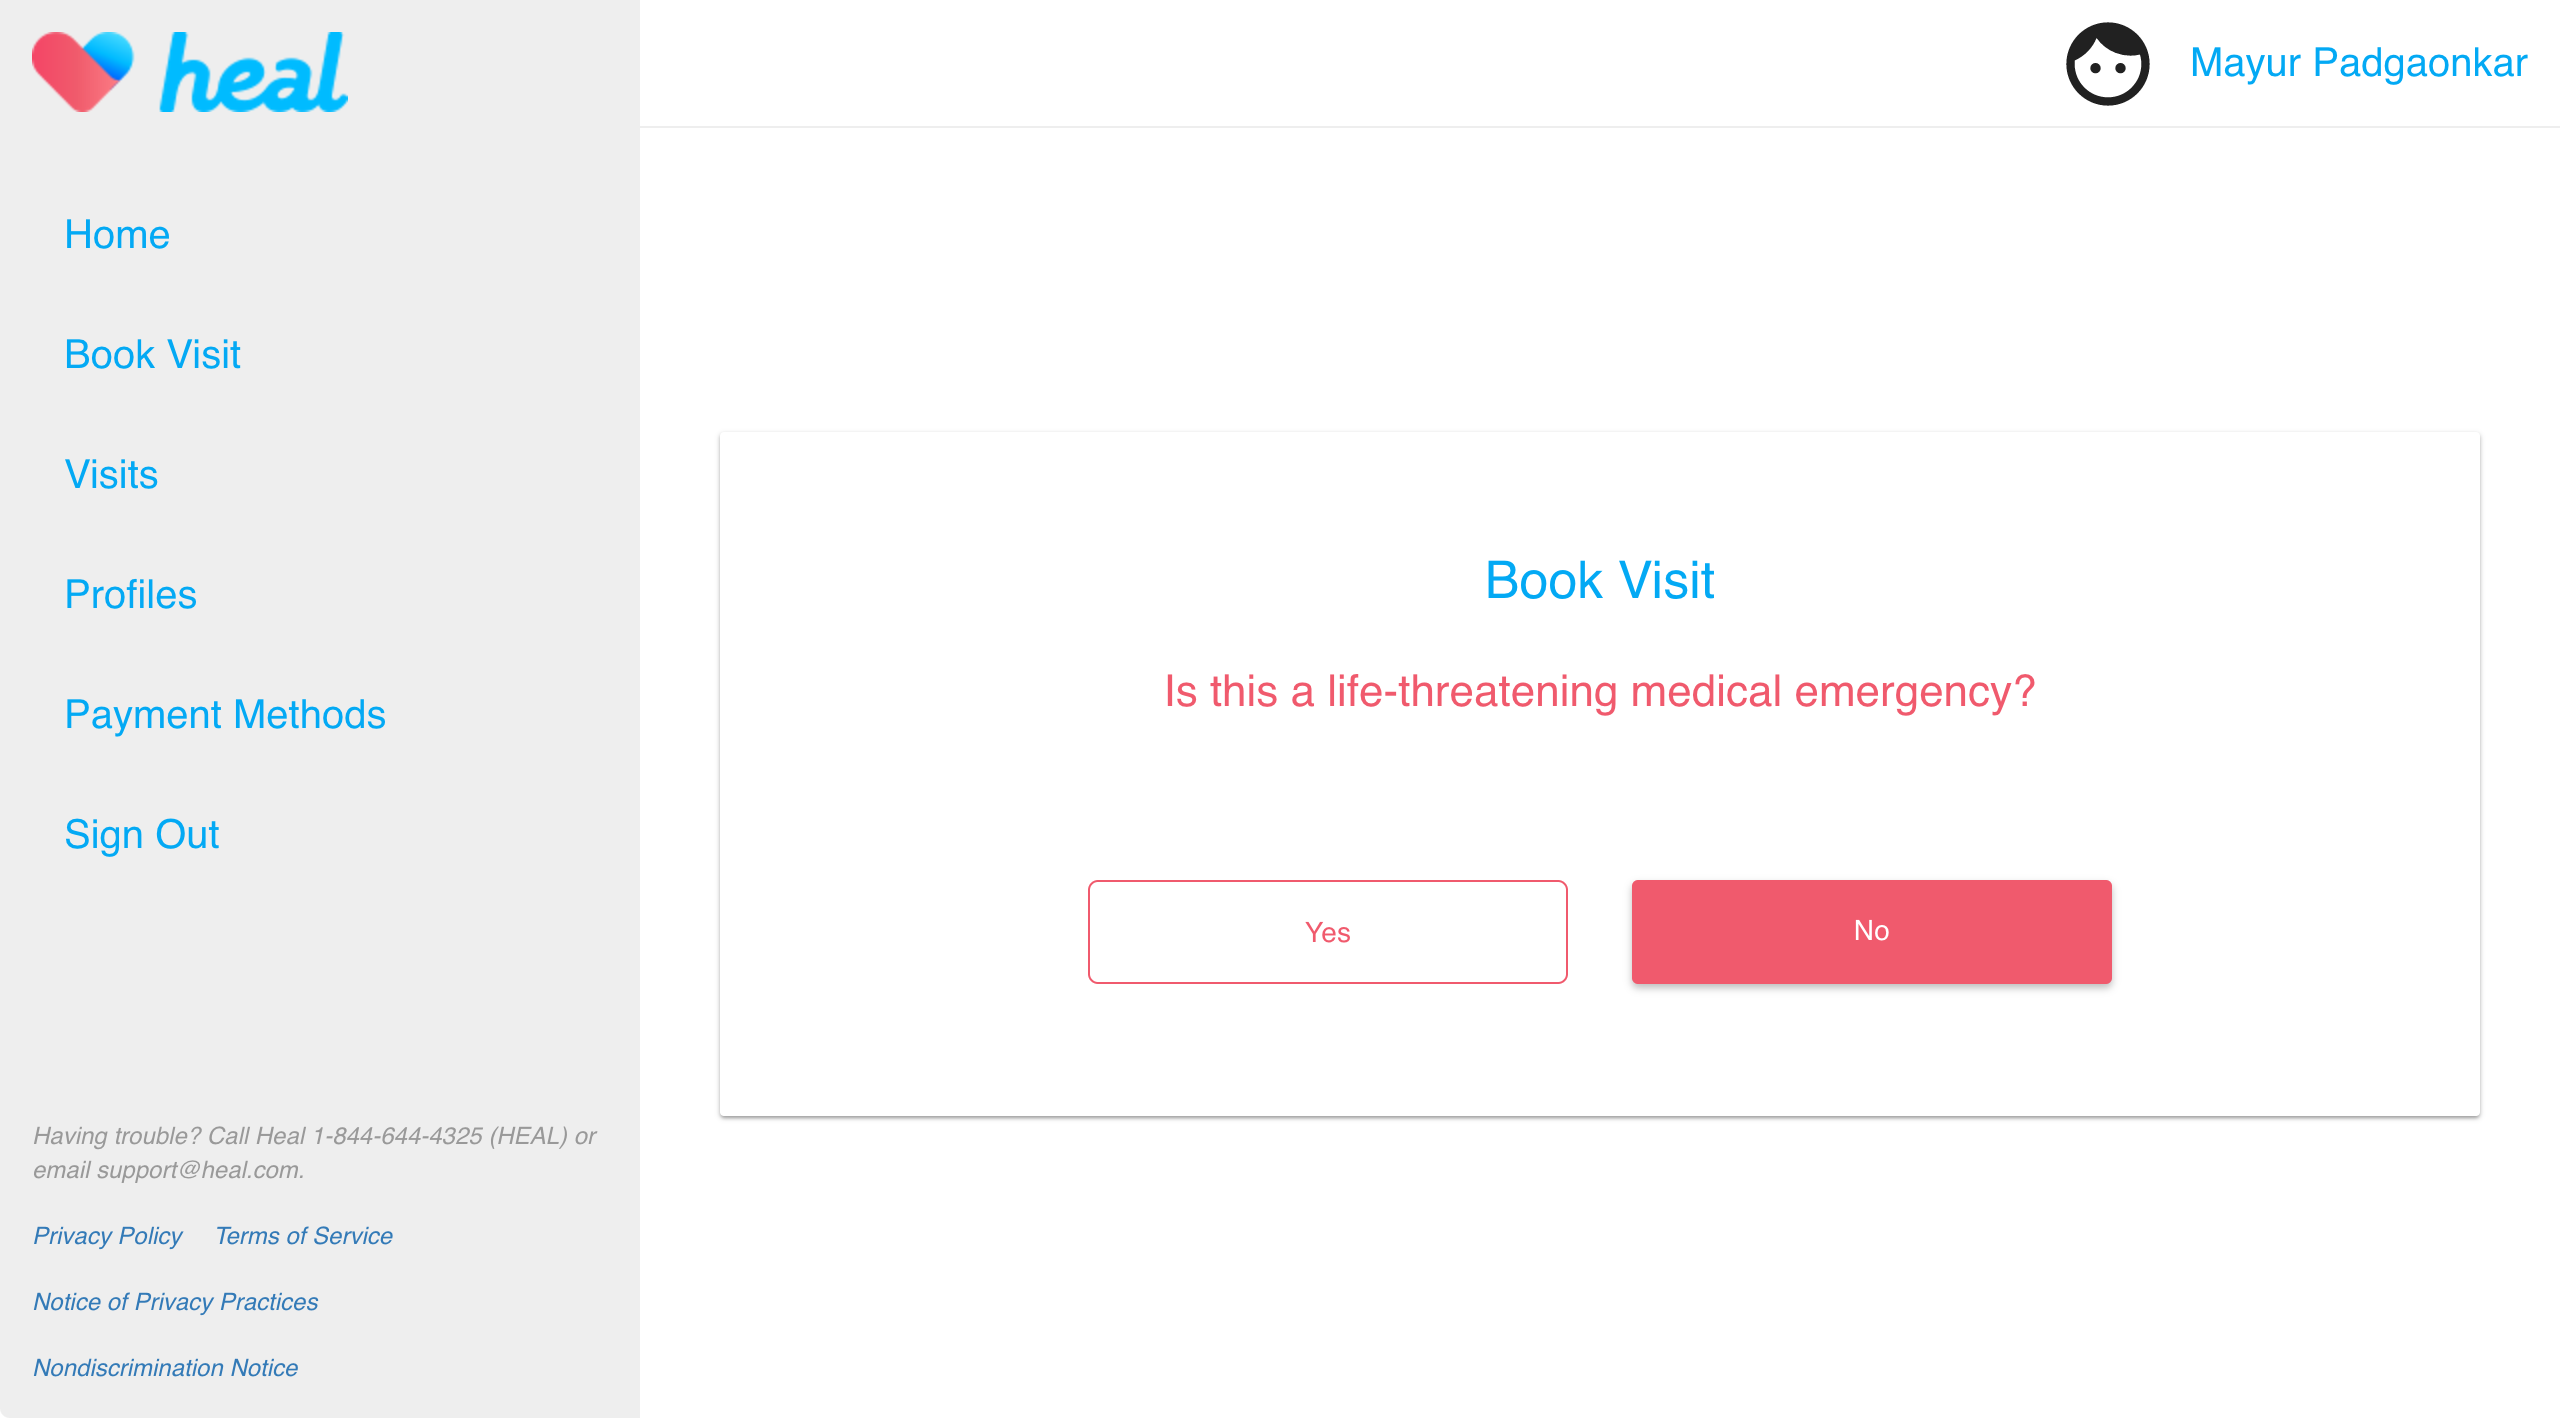 heal
Mayur Padgaonkar
Home
Book Visit
Visits
Profiles
Payment Methods
Sign Out
Book Visit
Is this a life-threatening medical emergency?
Yes
No
Having trouble? Call Heal 1-844-644-4325 (HEAL) or
email support@heal.com.
Privacy Policy Terms of Service
Notice of Privacy Practices
Nondiscrimination Notice